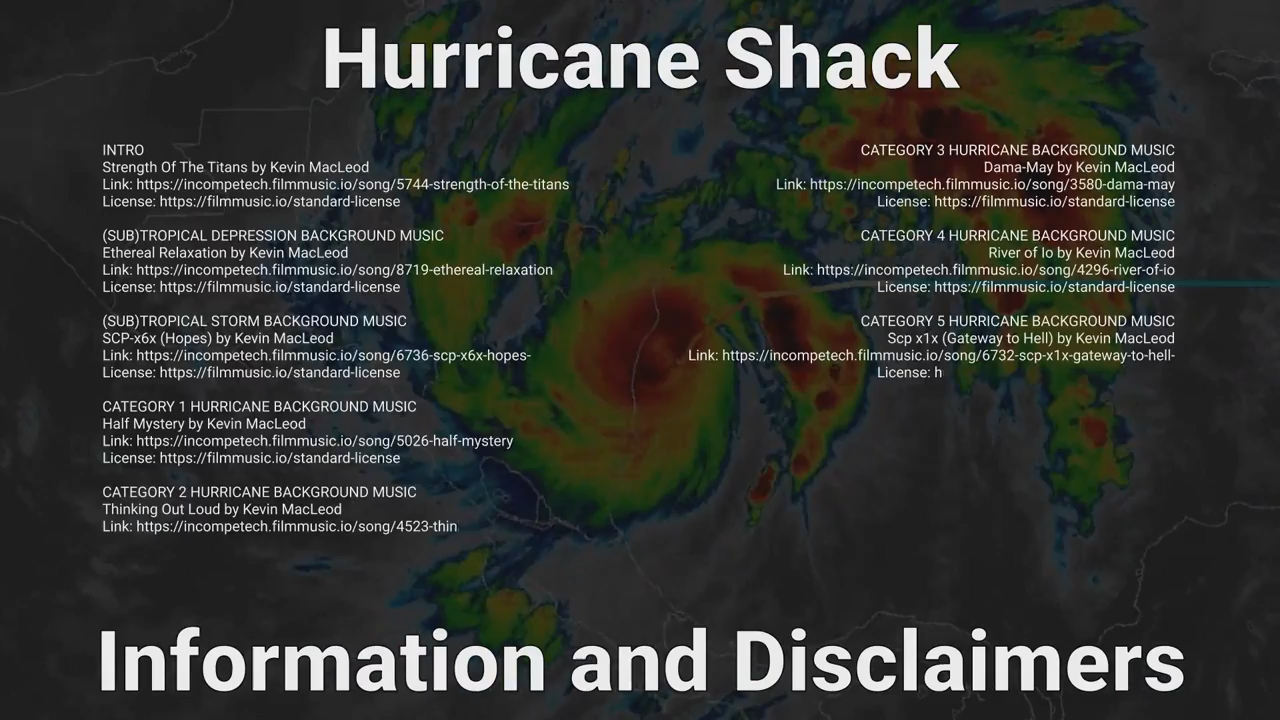 Hurricane Shack
INTRO
Strength Of The Titans by Kevin MacLeod
Link: https://incompetech.filmmusic.io/song/5744-strength-of-the-titans
License: https://filmmusic.io/standard-license
(SUB)TROPICAL DEPRESSION BACKGROUND MUSIC
Ethereal Relaxation by Kevin MacLeod
Link: https://incompetech.filmmusic.io/song/8719-ethereal-relaxation
License: https://filmmusic.io/standard-license
(SUB)TROPICAL STORM BACKGROUND MUSIC
SCP-x6x (Hopes) by Kevin MacLeod
Link: https://incompetech.filmmusic.io/song/6736-scp-x6x-hopes-
License: https://filmmusic.io/standard-license
CATEGORY 1 HURRICANE BACKGROUND MUSIC
Half Mystery by Kevin MacLeod
Link: https://incompetech.filmmusic.io/song/5026-half-mystery
License: https://filmmusic.io/standard-license
CATEGORY 2 HURRICANE BACKGROUND MUSIC
Thinking Out Loud by Kevin MacLeod
Link: https://incompetech.filmmusic.io/song/4523-thin
CATEGORY 3 HURRICANE BACKGROUND MUSIC
Dama-May by Kevin MacLeod
Link: https://incompetech.filmmusic.io/song/3580-dama-may
License: https://filmmusic.io/standard-license
CATEGORY 4 HURRICANE BACKGROUND MUSIC
River of Io by Kevin MacLeod
Link: https://incompetech.filmmusic.io/song/4296-river-of-io
License: https://filmmusic.io/standard-license
CATEGORY 5 HURRICANE BACKGROUND MUSIC
Scp x1x (Gateway to Hell) by Kevin MacLeod
Link: https://incompetech.filmmusic.io/song/6732-scp-x1x-gateway-to-hell-
License: h
Information and Disclaimers